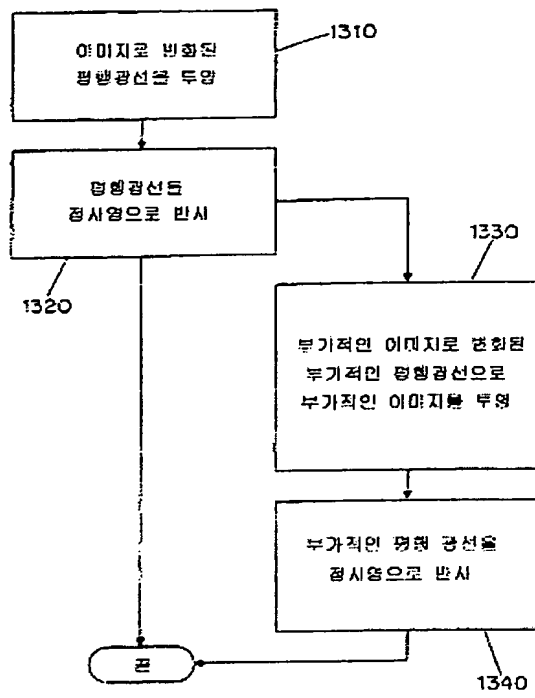 1310
이미지로 변화된
평행광선을 투영
평행광선을
정사영으로 반사
1320
1330
부가적인 이미지로 변화된
부가적인 평행광선으로
부가적인 이미지를 투영
부가적인 평행 광선을
정사영으로 반사
끝
1340